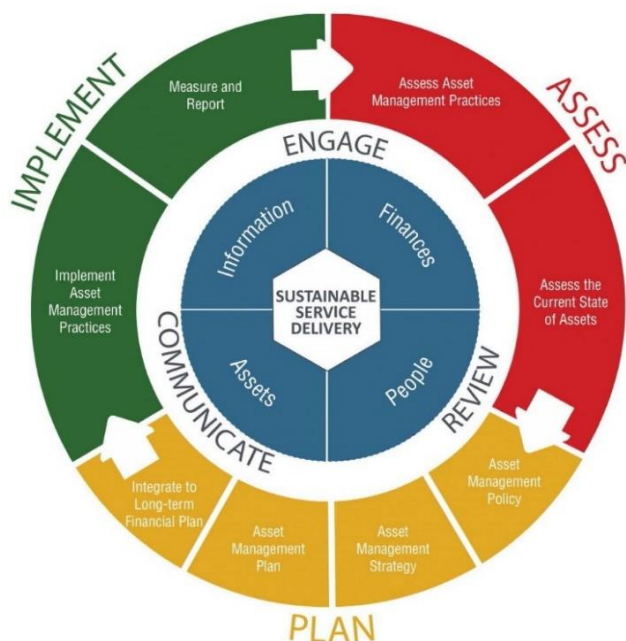 IMPLEMENT
Measure and
Report
Assess Asset
Management Practices
ASSESS
ENGAGE
Information
Finances
Implement
Asset
Management
Practices
SUSTAINABLE
SERVICE
DELIVERY
Assess the
Current State
of Assets
COMMUNICATE
Assets
People
REVIEW
Integrate to
Long-term
Financial Plan
Asset
Management
Plan
Asset
Management
Strategy
Asset
Management
Policy
PLAN